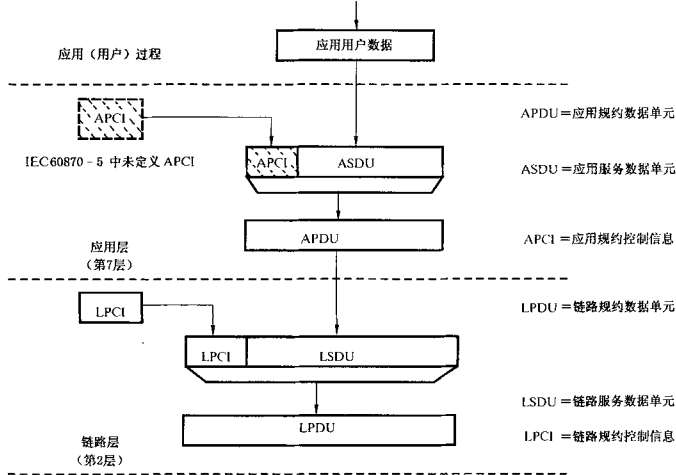 应用用户数据
应用（用户）过程
APCI
APDU＝应用规约数据单元
IEC60870－5 中未定义 APCI
APCI ASDU
ASDU＝应用服务数据单元
APDU
APCI＝应用规约控制信息
应用层
（第7层）
LPCI
LPDU＝链路规约数据单元
LPCI LSDU
LSDU＝链路服务数据单元
LPDU
LPCI＝链路规约控制信息
链路层
（第2层）